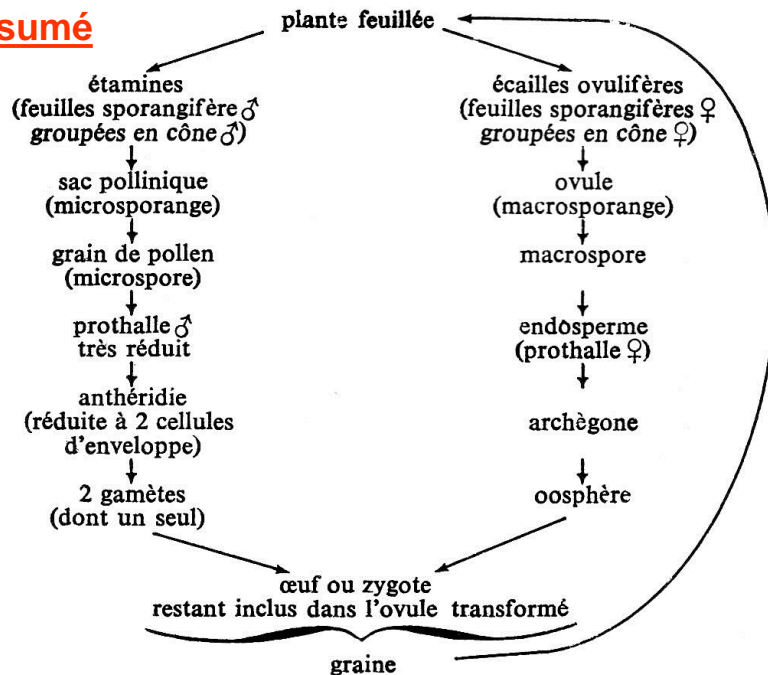 sumé
plante feuillée
étamines
(feuilles sporangifère ♂
groupées en cône ♂)
sac pollinique
(microsporange)
grain de pollen
(microspore)
prothalle ♂
très réduit
anthéridie
(réduite à 2 cellules
d'enveloppe)
2 gamètes
(dont un seul)
écailles ovulifères
(feuilles sporangifères ♀
groupées en cône ♀)
ovule
(macrosporange)
macrospore
endosperme
(prothalle ♀)
archègone
oosphère
œuf ou zygote
restant inclus dans l'ovule transformé
graine